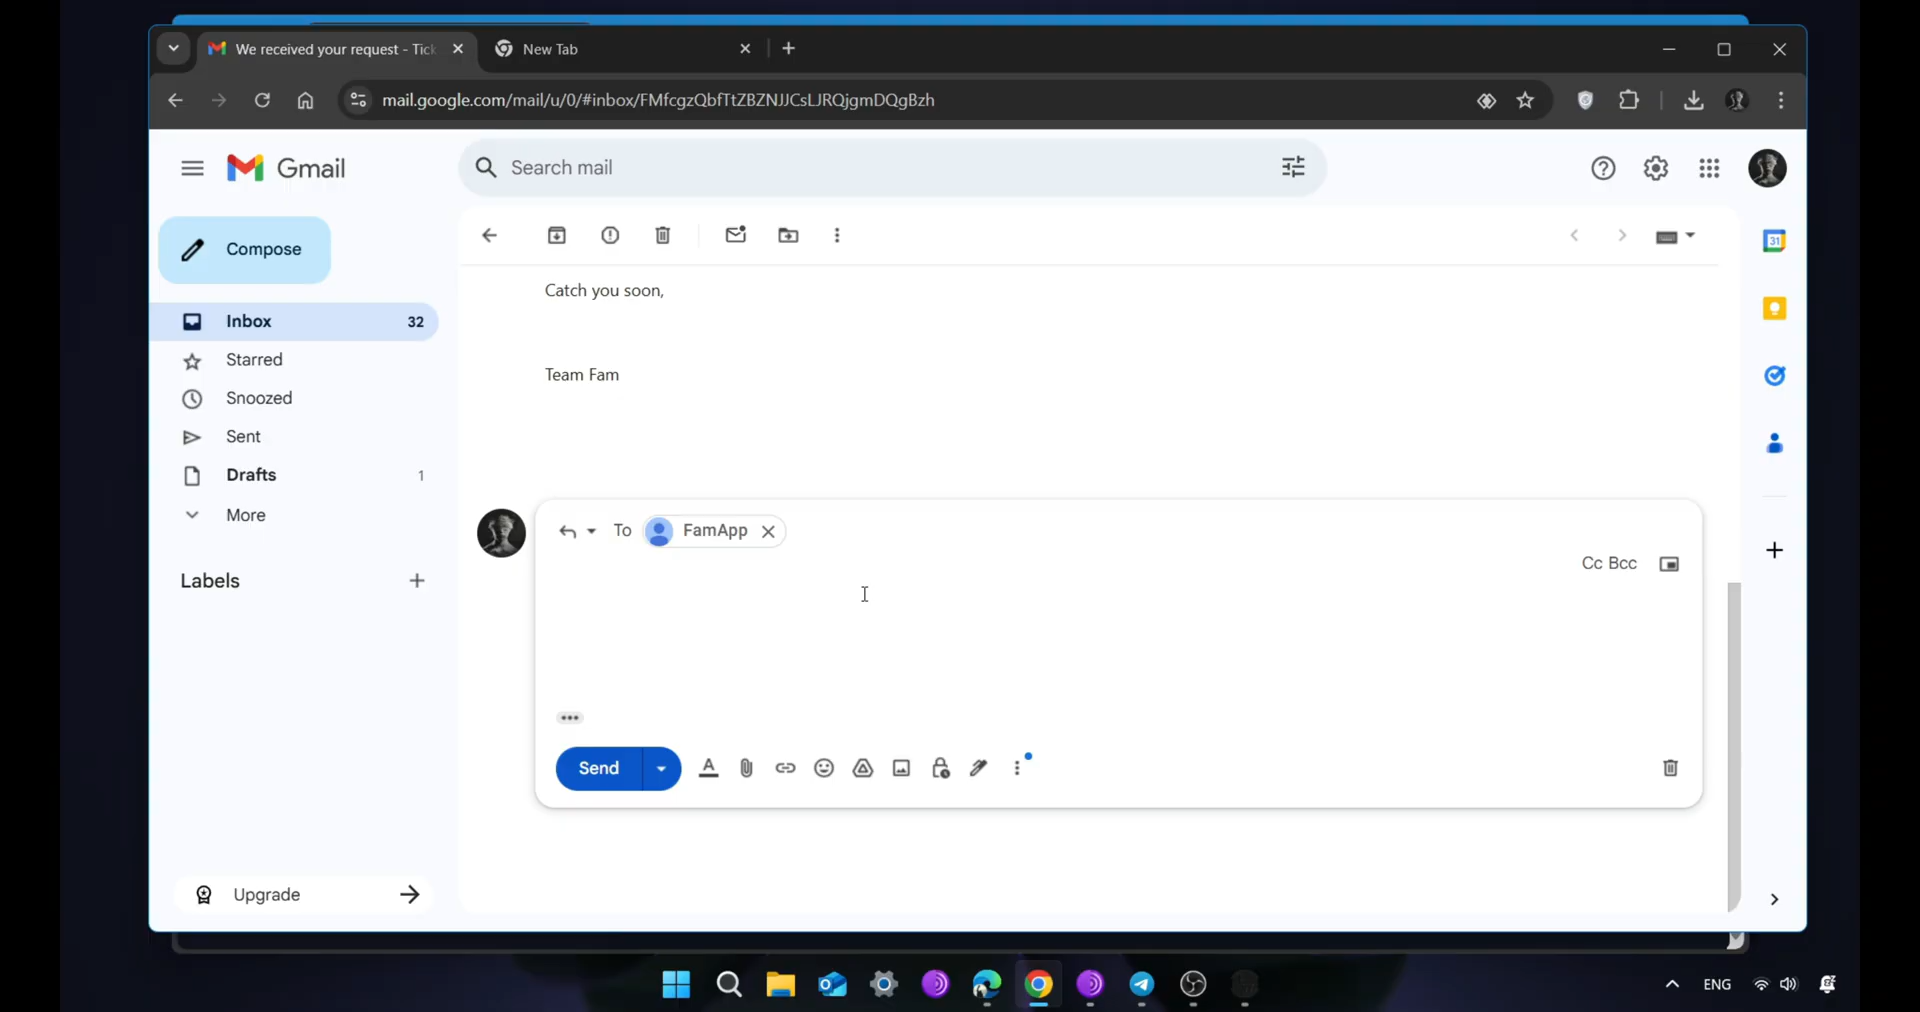 We received your request - Tick
New Tab
mail.google.com/mail/u/0/#inbox/FMfcgzQbfTtZBZNJJCsLJRQjgmDQgBzh
Gmail
Search mail
Compose
Inbox 32
Starred
Snoozed
Sent
Drafts 1
More
Labels
Upgrade
Catch you soon,
Team Fam
To FamApp
Cc Bcc
Send
31
ENG